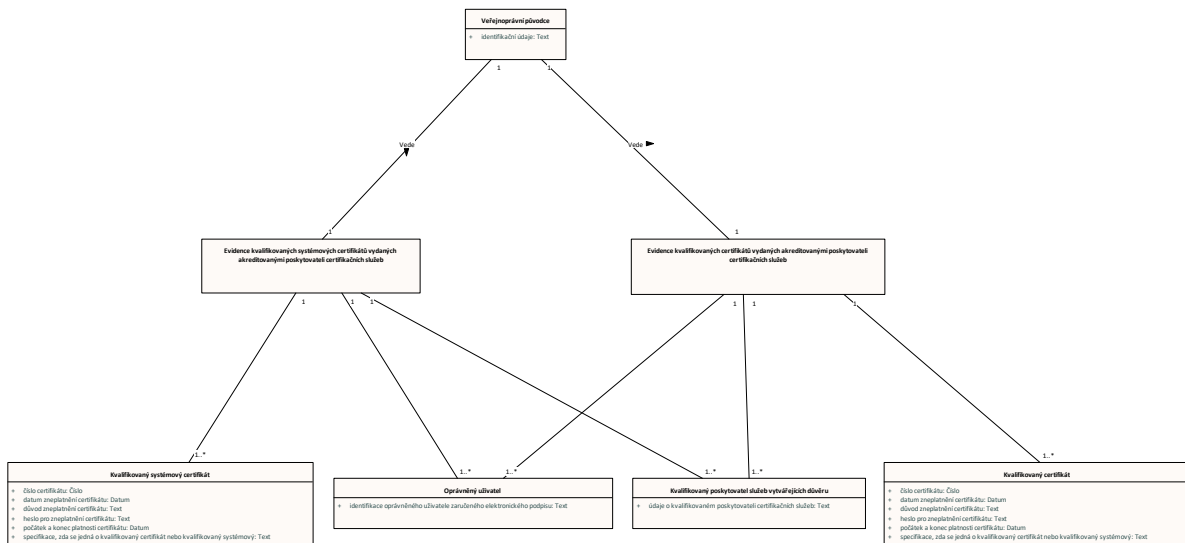 Veřejnoprávní původce
+ identifikační údaje: Text
1
1
Vede
Vede
1
1
Evidence kvalifikovaných systémových certifikátů vydaných
akreditovanými poskytovateli certifikačních služeb
Evidence kvalifikovaných certifikátů vydaných akreditovanými poskytovateli
certifikačních služeb
1
1
1
1
1
1
1..*
1..*
1..*
1..*
1..*
1..*
Kvalifikovaný systémový certifikát
+ číslo certifikátu: Číslo
+ datum zneplatnění certifikátu: Datum
+ důvod zneplatnění certifikátu: Text
+ heslo pro zneplatnění certifikátu: Text
+ počátek a konec platnosti certifikátu: Datum
+ specifikace, zda se jedná o kvalifikovaný certifikát nebo kvalifikovaný systémový: Text
Oprávněný uživatel
+ identifikace oprávněného uživatele zaručeného elektronického podpisu: Text
Kvalifikovaný poskytovatel služeb vytvářejících důvěru
+ údaje o kvalifikovaném poskytovateli certifikačních služeb: Text
Kvalifikovaný certifikát
+ číslo certifikátu: Číslo
+ datum zneplatnění certifikátu: Datum
+ důvod zneplatnění certifikátu: Text
+ heslo pro zneplatnění certifikátu: Text
+ počátek a konec platnosti certifikátu: Datum
+ specifikace, zda se jedná o kvalifikovaný certifikát nebo kvalifikovaný systémový: Text